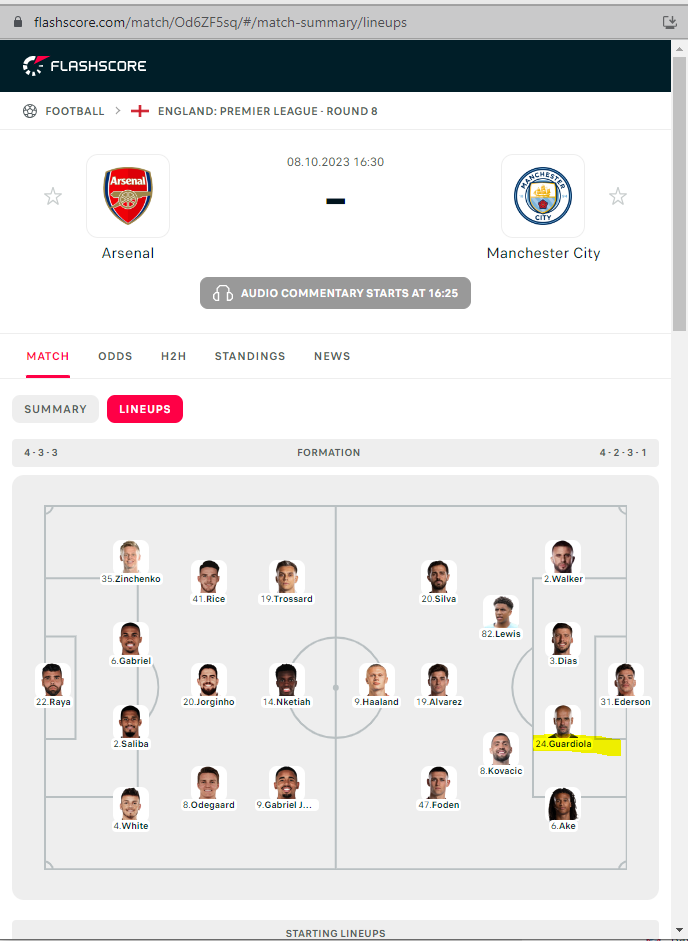 flashscore.com/match/Od6ZF5sq/#/match-summary/lineups
FLASHSCORE
FOOTBALL > ENGLAND: PREMIER LEAGUE - ROUND 8
08.10.2023 16:30
Arsenal
MANCHESTER
CITY
-
Arsenal
Manchester City
AUDIO COMMENTARY STARTS AT 16:25
MATCH ODDS H2H STANDINGS NEWS
SUMMARY LINEUPS
4 - 3 - 3 FORMATION 4 - 2 - 3 - 1
35.Zinchenko
41.Rice
19.Trossard
20.Silva
2.Walker
82.Lewis
6.Gabriel
3.Dias
22.Raya
20.Jorginho
14.Nketiah
9.Haaland
19.Alvarez
31.Ederson
2.Saliba
24.Guardiola
8.Kovacic
4.White
8.Odegaard
9.Gabriel J...
47.Foden
6.Ake
STARTING LINEUPS